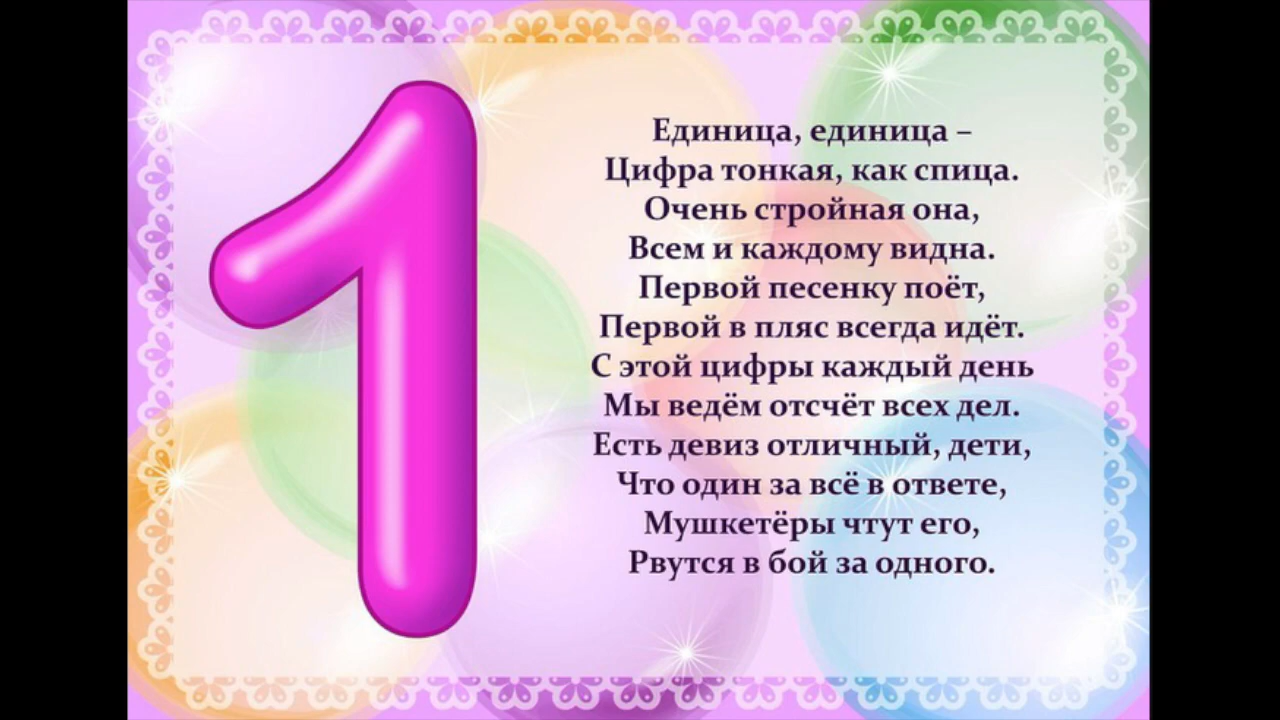 1
Единица, единица –
Цифра тонкая, как спица.
Очень стройная она,
Всем и каждому видна.
Первой песенку поёт,
Первой в пляс всегда идёт.
С этой цифры каждый день
Мы ведём отсчёт всех дел.
Есть девиз отличный, дети,
Что один за всё в ответе,
Мушкетёры чтут его,
Рвутся в бой за одного.